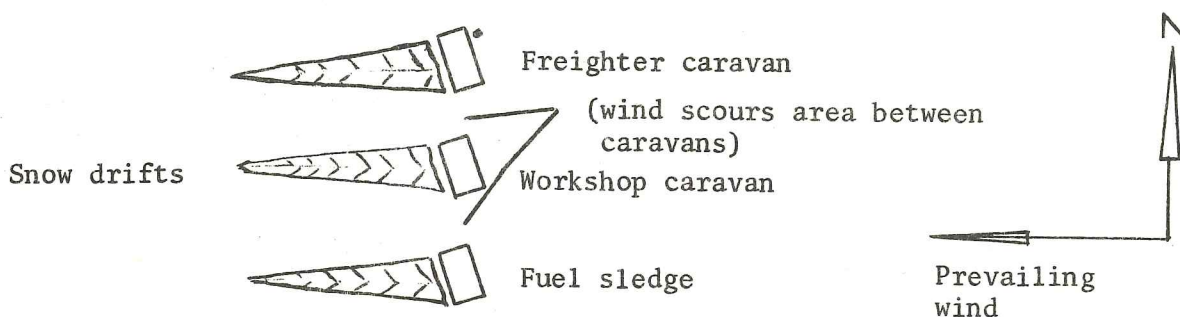 N
Freighter caravan
(wind scours area between
caravans)
Snow drifts
Workshop caravan
Fuel sledge
Prevailing
wind